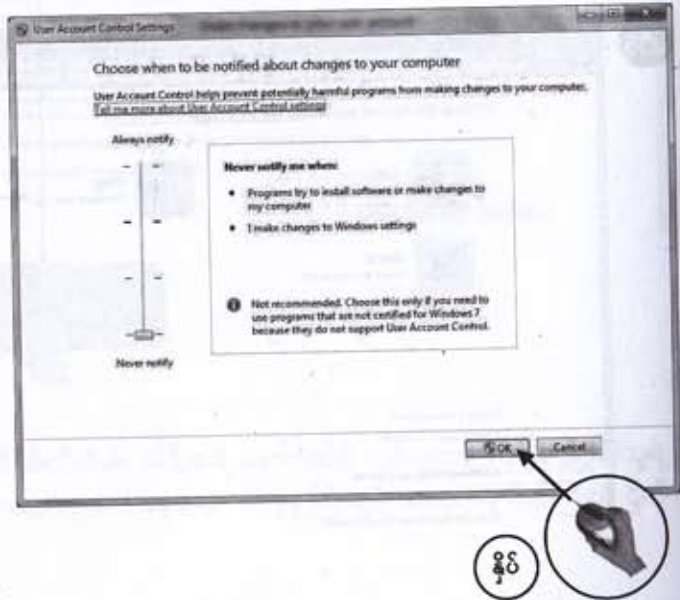 User Account Control Settings
Choose when to be notified about changes to your computer
User Account Control helps prevent potentially harmful programs from making changes to your computer.
Tell me more about User Account Control settings
Always notify
Never notify me when:
• Programs try to install software or make changes to
my computer
• I make changes to Windows settings
Not recommended. Choose this only if you need to
use programs that are not certified for Windows 7
because they do not support User Account Control.
Never notify
OK
Cancel